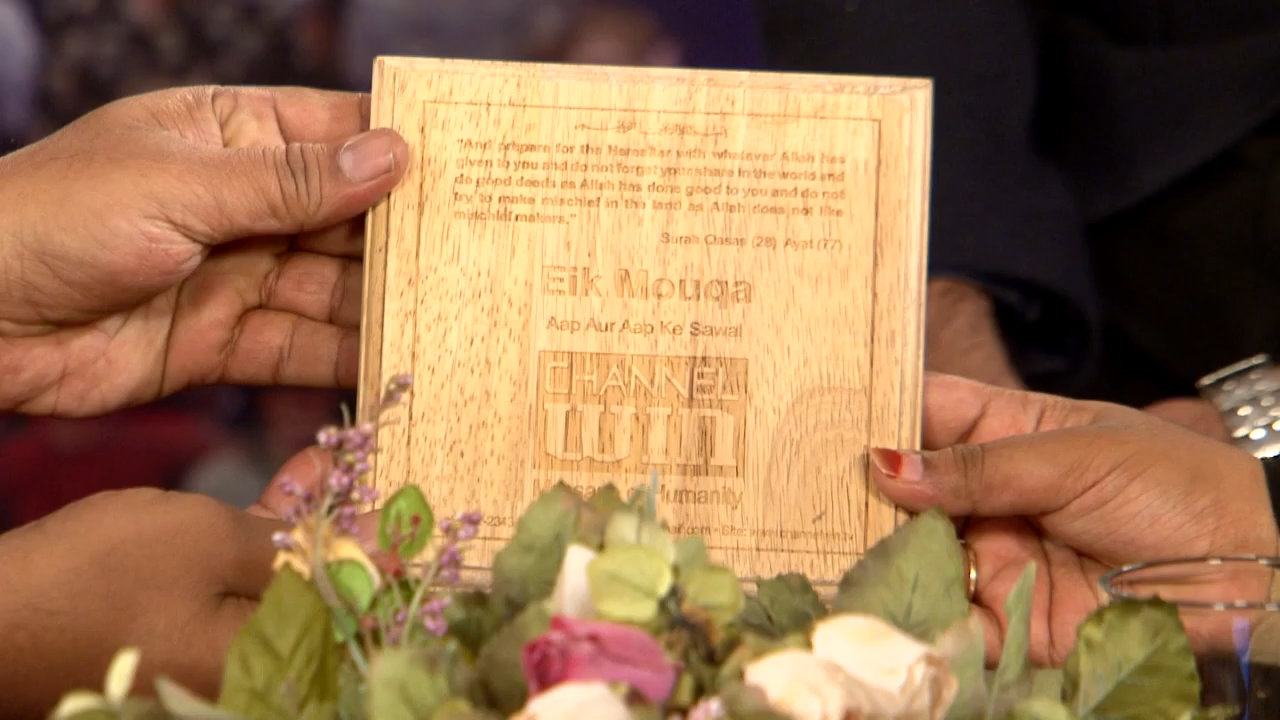 "And prepare for the Hereafter with whatever Allah has
given to you and do not forget your share in the world and
do good deeds as Allah has done good to you and do not
try to make mischief in the land as Allah does not like
mischief makers."
Surah Qasas (28) Ayat (77)
Eik Mouqa
Aap Aur Aap Ke Sawal
CHANNEL
win
Humanity
Site: